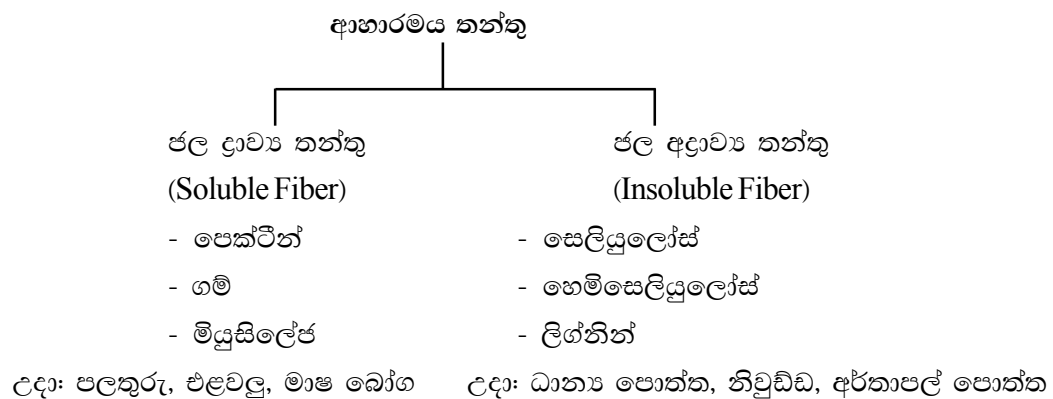 ආහාරමය තන්තු
ජල ද්‍රාව්‍ය තන්තු ජල අද්‍රාව්‍ය තන්තු
(Soluble Fiber) (Insoluble Fiber)
- පෙක්ටීන් - සෙලියුලෝස්
- ගම් - හෙමිසෙලියුලෝස්
- මියුසිලේජ - ලිග්නින්
උදා: පලතුරු, එළවලු, මාෂ බෝග උදා: ධාන්‍ය පොත්ත, නිවුඩ්ඩ, අර්තාපල් පොත්ත